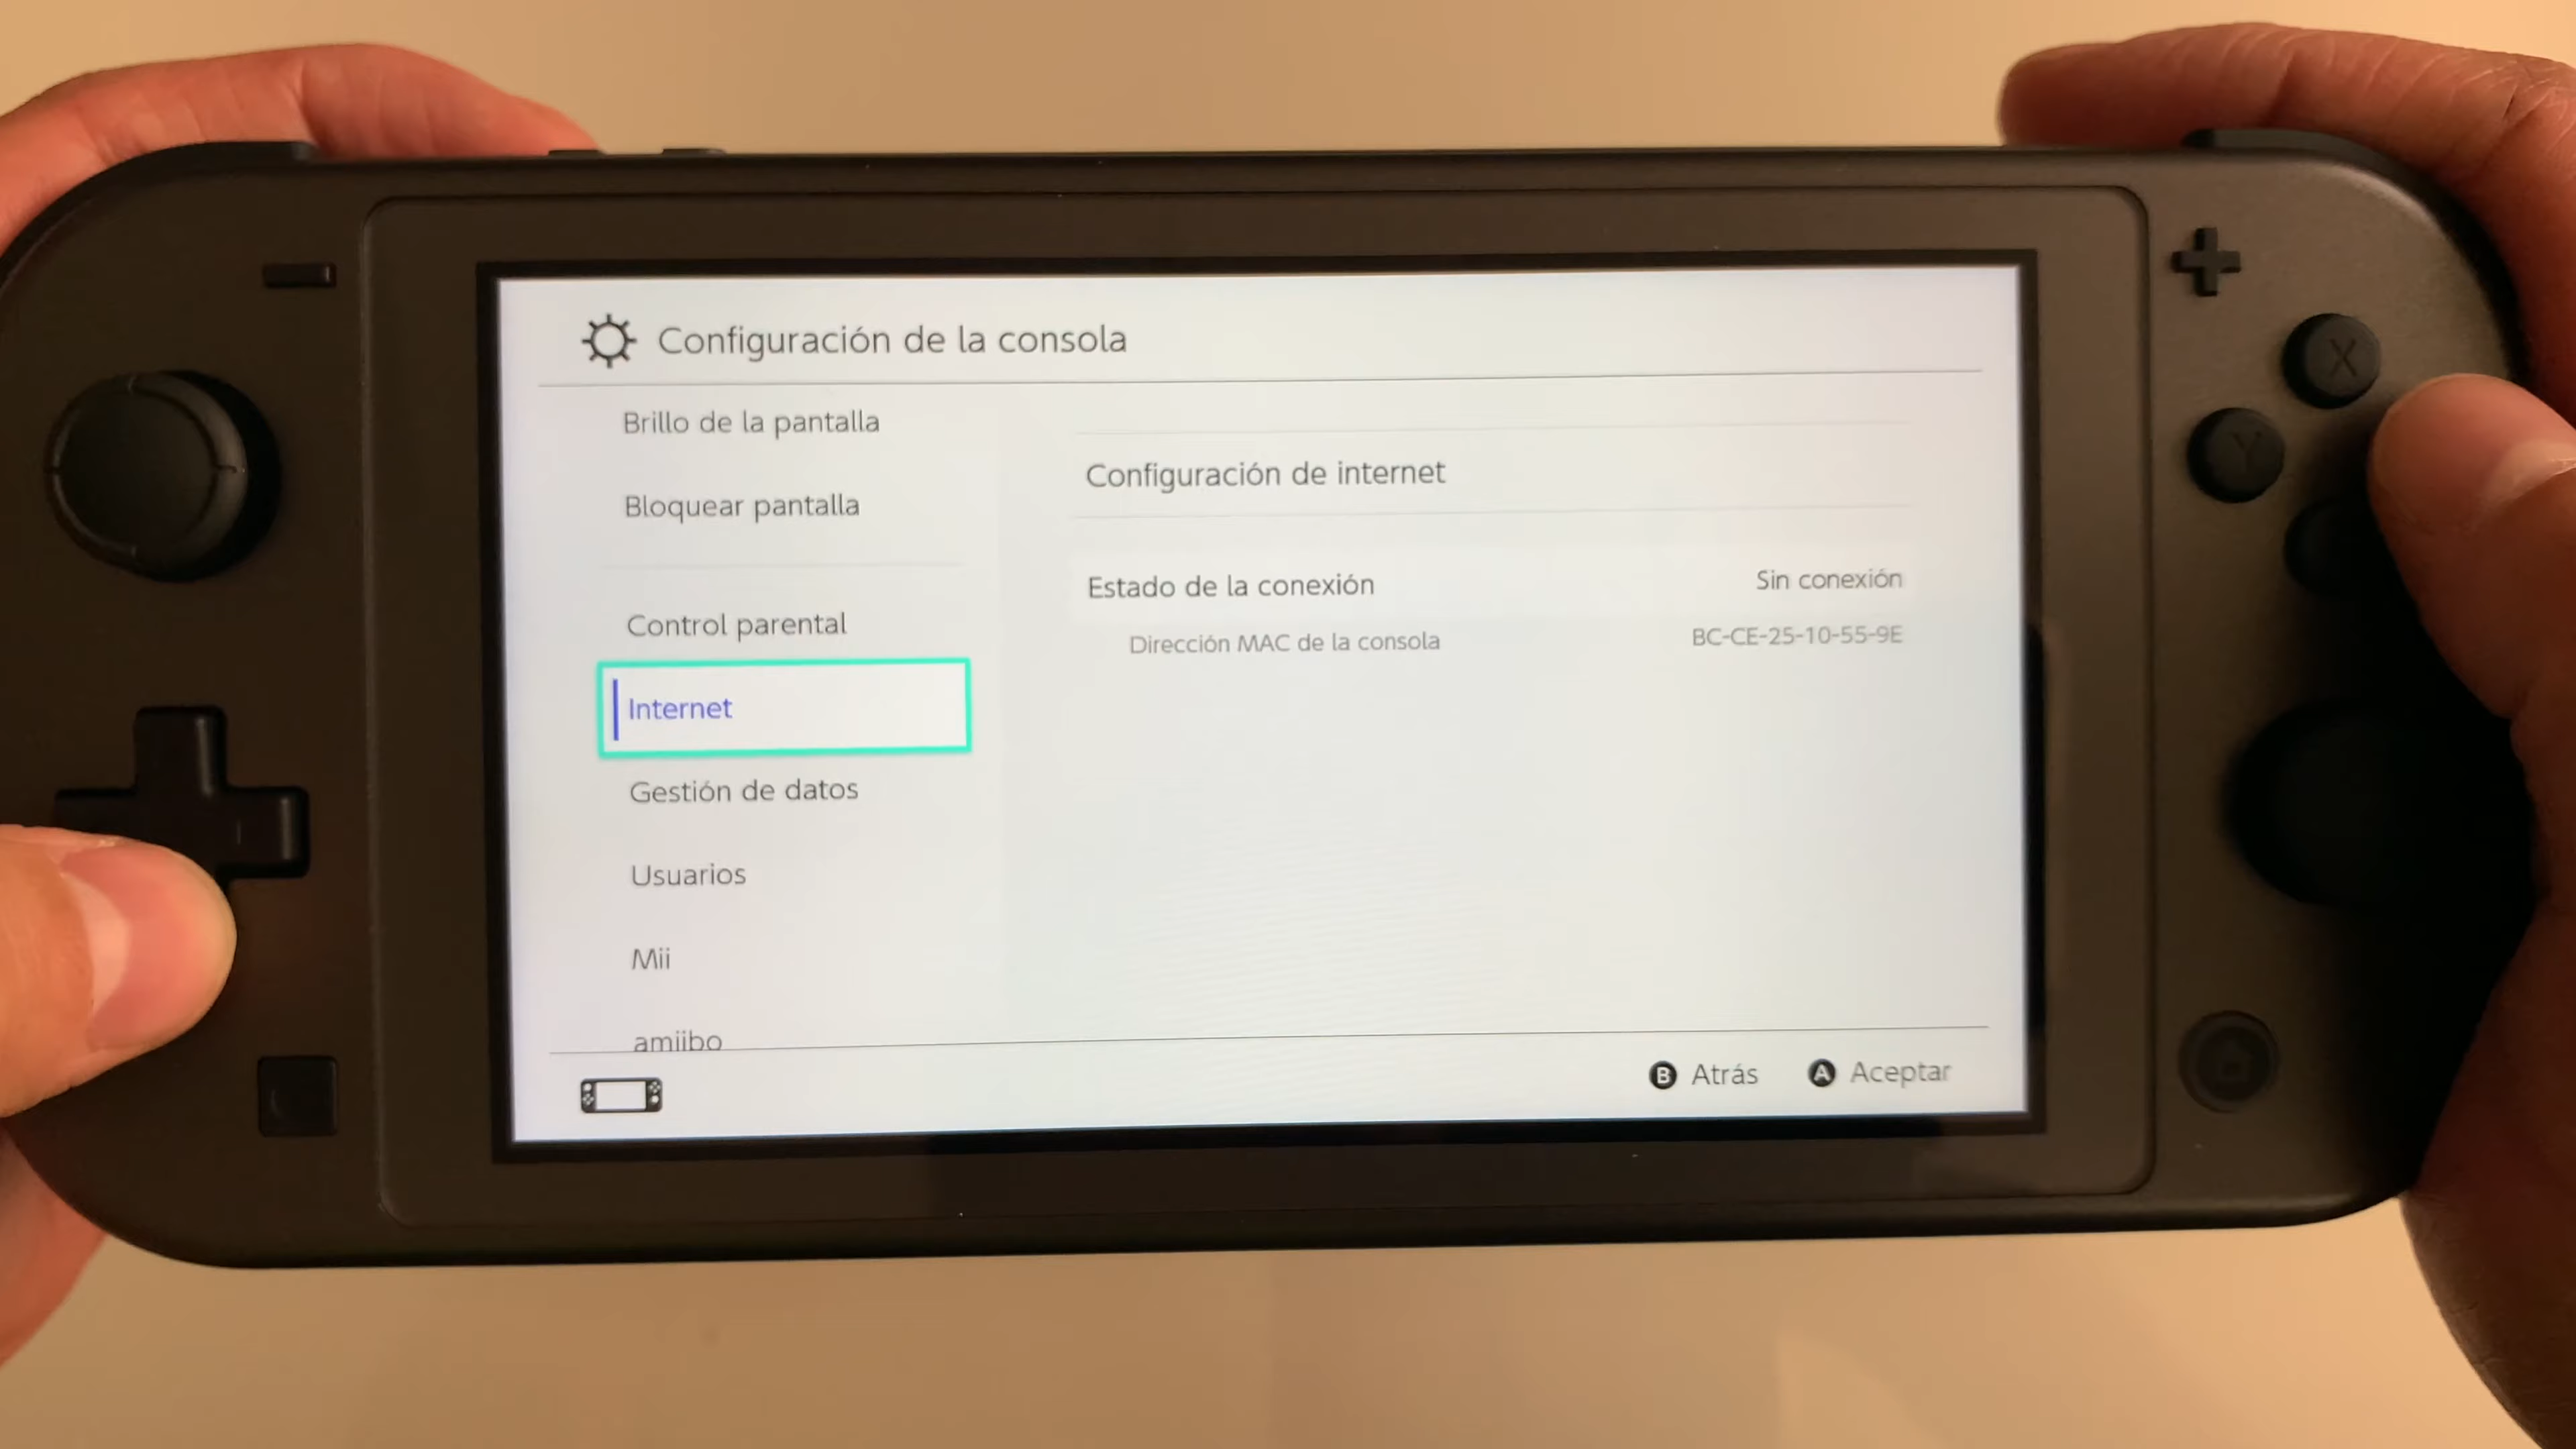 Configuración de la consola
Brillo de la pantalla
Bloquear pantalla
Control parental
Internet
Gestión de datos
Usuarios
Mii
amiibo
Configuración de internet
Estado de la conexión Sin conexión
Dirección MAC de la consola BC-CE-25-10-55-9E
B Atrás A Aceptar
X
Y